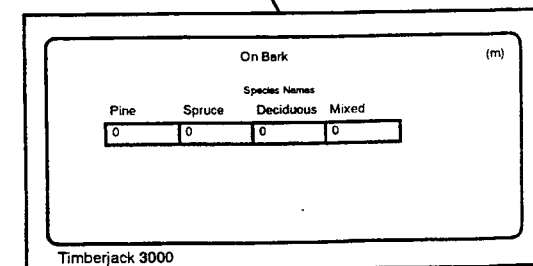 On Bark (m)
Species Names
Pine Spruce Deciduous Mixed
0 0 0 0
Timberjack 3000